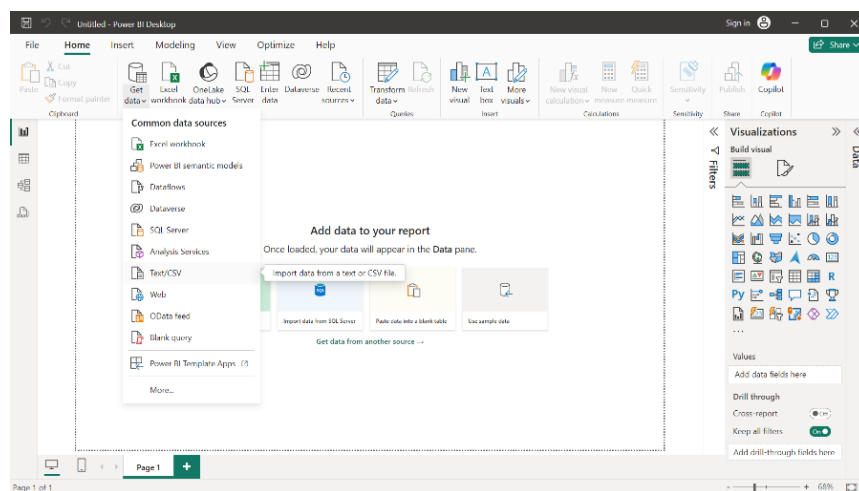 Untitled - Power BI Desktop
Sign in
File Home Insert Modeling View Optimize Help
Share
Paste
Cut
Copy
Format painter
Clipboard
Get data
Excel workbook
OneLake data hub
SQL Server
Enter data
Dataverse
Recent sources
Transform data
Refresh
Queries
New visual
Text box
More visuals
Insert
New visual calculation
New measure
Quick measure
Calculations
Sensitivity
Sensitivity
Publish
Share
Copilot
Copilot
Common data sources
Excel workbook
Power BI semantic models
Dataflows
Dataverse
SQL Server
Analysis Services
Text/CSV
Web
OData feed
Blank query
Power BI Template Apps
More...
Import data from a text or CSV file.
Add data to your report
Once loaded, your data will appear in the Data pane.
SQL
Import data from SQL Server
Paste data into a blank table
Use sample data
Get data from another source →
Filters
Visualizations
Build visual
Data
123
R
Py
...
Values
Add data fields here
Drill through
Cross-report
Off
Keep all filters
On
Add drill-through fields here
Page 1
Page 1 of 1
- + 68%